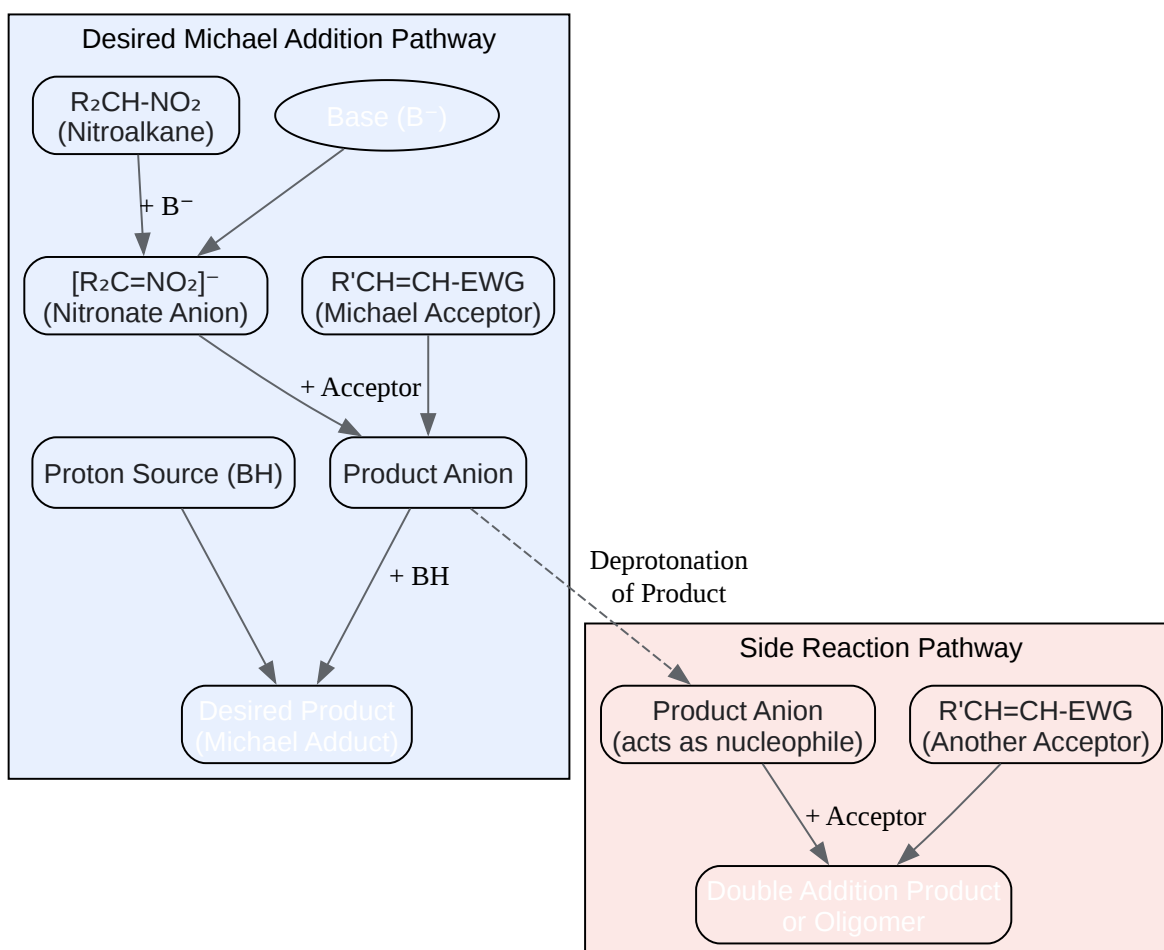 Desired Michael Addition Pathway
R₂CH-NO₂
(Nitroalkane)
Base (B⁻)
+ B⁻
[R₂C=NO₂]⁻
(Nitronate Anion)
R'CH=CH-EWG
(Michael Acceptor)
+ Acceptor
Proton Source (BH)
Product Anion
+ BH
Deprotonation
of Product
Desired Product
(Michael Adduct)
Side Reaction Pathway
Product Anion
(acts as nucleophile)
R'CH=CH-EWG
(Another Acceptor)
+ Acceptor
Double Addition Product
or Oligomer